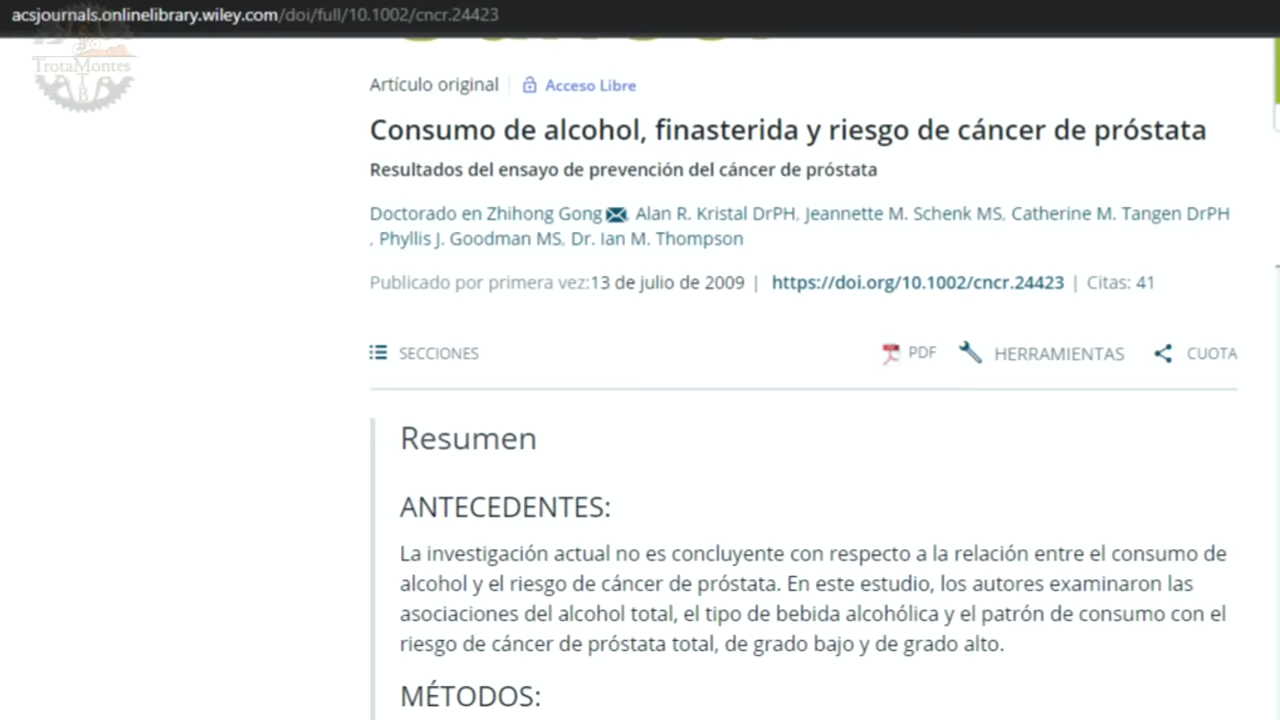 acsjournals.onlinelibrary.wiley.com/doi/full/10.1002/cncr.24423
TrotaMontes
Artículo original
Acceso Libre
Consumo de alcohol, finasterida y riesgo de cáncer de próstata
Resultados del ensayo de prevención del cáncer de próstata
Doctorado en Zhihong Gong , Alan R. Kristal DrPH, Jeannette M. Schenk MS, Catherine M. Tangen DrPH
, Phyllis J. Goodman MS, Dr. Ian M. Thompson
Publicado por primera vez:13 de julio de 2009 | https://doi.org/10.1002/cncr.24423 | Citas: 41
SECCIONES
PDF
HERRAMIENTAS
CUOTA
Resumen
ANTECEDENTES:
La investigación actual no es concluyente con respecto a la relación entre el consumo de
alcohol y el riesgo de cáncer de próstata. En este estudio, los autores examinaron las
asociaciones del alcohol total, el tipo de bebida alcohólica y el patrón de consumo con el
riesgo de cáncer de próstata total, de grado bajo y de grado alto.
MÉTODOS: